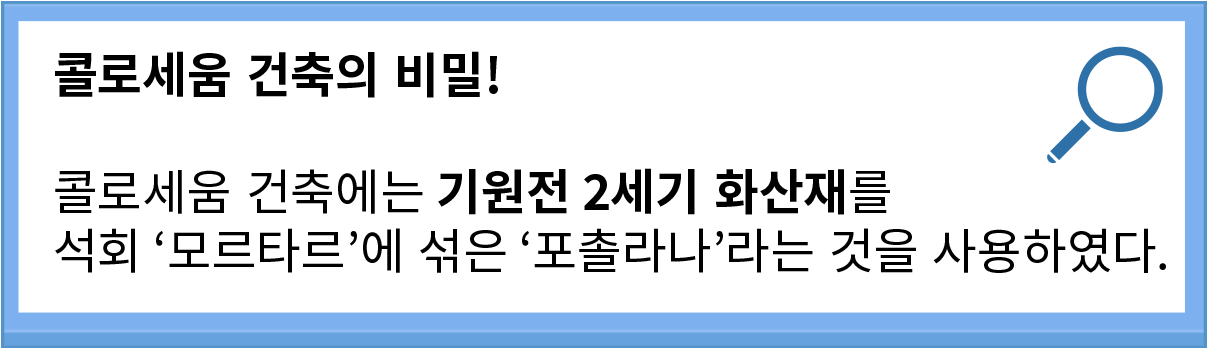 콜로세움 건축의 비밀!
콜로세움 건축에는 기원전 2세기 화산재를
석회 ‘모르타르’에 섞은 ‘포촐라나’라는 것을 사용하였다.